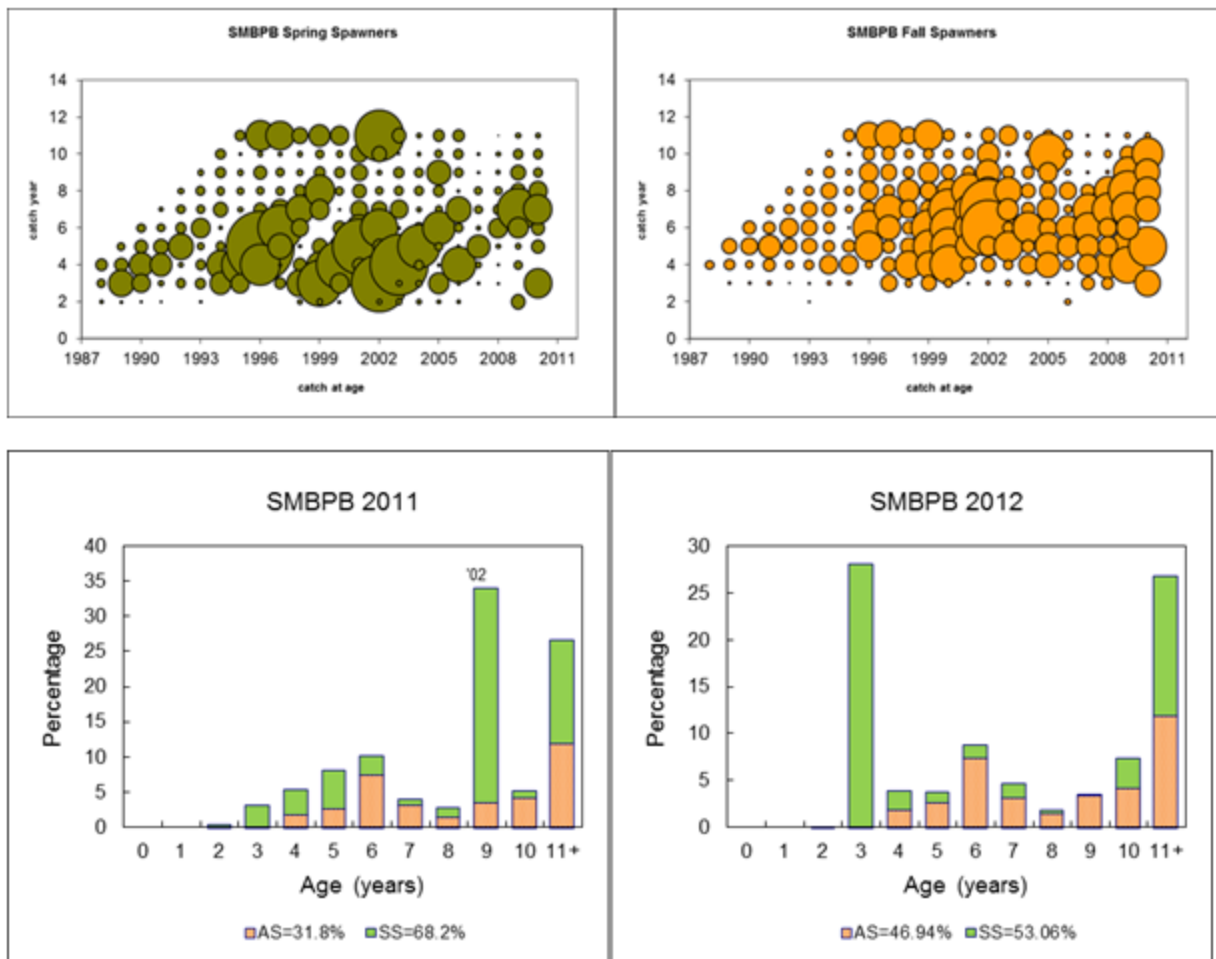 SMBPB Spring Spawners
14
12
10
8
6
4
2
0
catch year
1987 1990 1993 1996 1999 2002 2005 2008 2011
catch at age
SMBPB Fall Spawners
14
12
10
8
6
4
2
0
catch year
1987 1990 1993 1996 1999 2002 2005 2008 2011
catch at age
SMBPB 2011
40
35
30
25
20
15
10
5
0
Percentage
'02
0 1 2 3 4 5 6 7 8 9 10 11+
Age (years)
AS=31.8% SS=68.2%
SMBPB 2012
30
25
20
15
10
5
0
Percentage
0 1 2 3 4 5 6 7 8 9 10 11+
Age (years)
AS=46.94% SS=53.06%